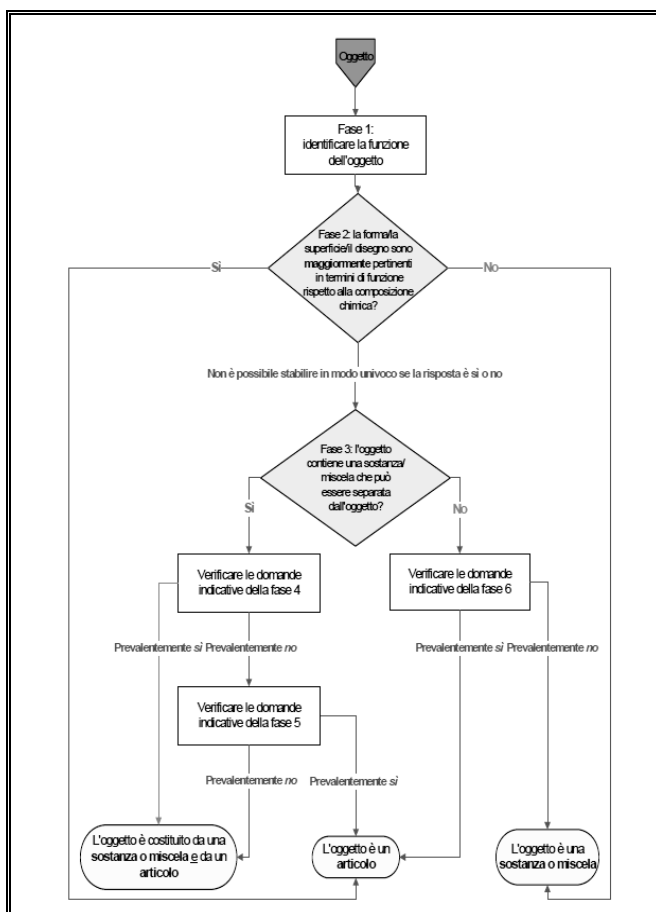 Oggetto
Fase 1:
identificare la funzione
dell'oggetto
Fase 2: la forma/la
superficie/il disegno sono
maggiormente pertinenti
in termini di funzione
rispetto alla composizione
chimica?
Sì
No
Non è possibile stabilire in modo univoco se la risposta è sì o no
Fase 3: l'oggetto
contiene una sostanza/
miscela che può
essere separata
dall'oggetto?
Sì
No
Verificare le domande
indicative della fase 4
Verificare le domande
indicative della fase 6
Prevalentemente sì Prevalentemente no
Prevalentemente sì Prevalentemente no
Verificare le domande
indicative della fase 5
Prevalentemente no
Prevalentemente sì
L'oggetto è costituito da una
sostanza o miscela e da un
articolo
L'oggetto è un
articolo
L'oggetto è una
sostanza o miscela